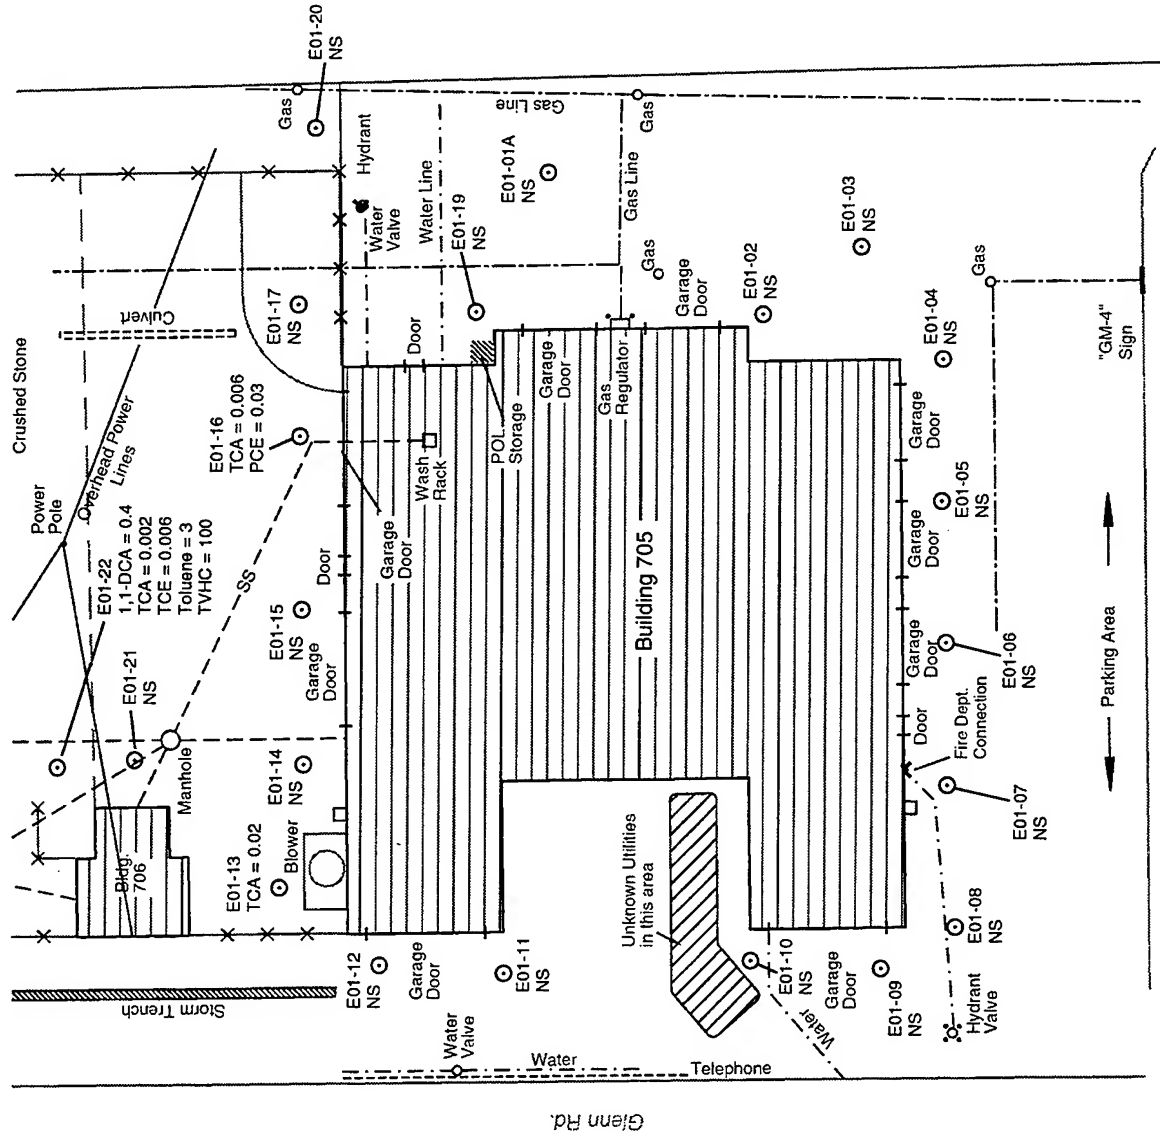 E01-20
NS
Gas
Crushed Stone
Culvert
Hydrant
Gas Line
Gas
E01-01A
NS
Water
Valve
Water Line
E01-19
NS
Gas Line
E01-03
NS
E01-17
NS
Gas
Garage
Door
E01-02
NS
Gas
Power
Pole
Overhead Power
Lines
E01-16
TCA = 0.006
PCE = 0.03
Door
POL
Storage
Garage
Door
Gas
Regulator
E01-04
NS
"GM-4"
Sign
Wash
Rack
Garage
Door
E01-22
1,1-DCA = 0.4
TCA = 0.002
TCE = 0.006
Toluene = 3
TVHC = 100
SS
Door
Garage
Door
Building 705
Garage
Door
E01-05
NS
E01-21
NS
E01-15
NS
Garage
Door
Garage
Door
E01-06
NS
Parking Area
Manhole
E01-14
NS
Door
Fire Dept.
Connection
E01-07
NS
Bldg.
706
E01-13
TCA = 0.02
Blower
Unknown Utilities
in this area
E01-08
NS
Storm Trench
E01-12
NS
Garage
Door
E01-11
NS
E01-10
NS
Garage
Door
E01-09
NS
Hydrant
Valve
Water
Valve
Water
Telephone
Water
Glenn Rd.